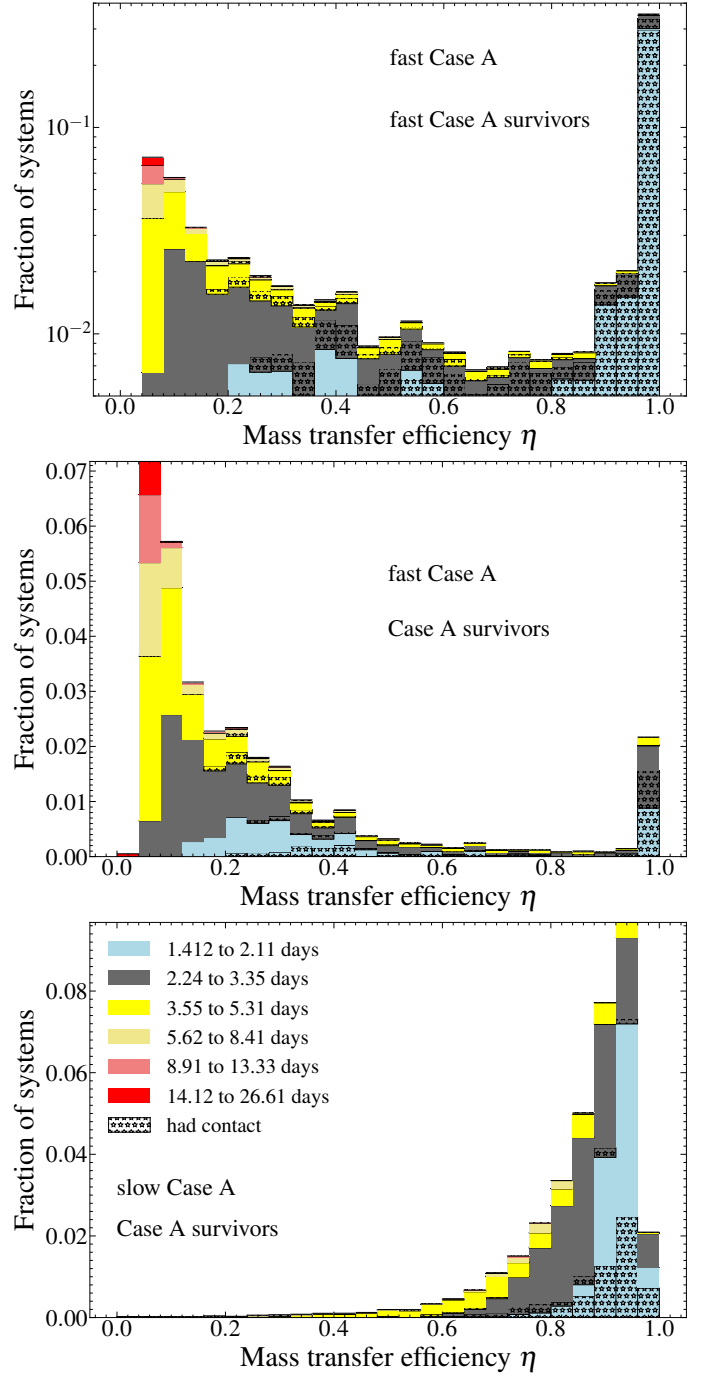 fast Case A
fast Case A survivors
10⁻¹
10⁻²
Fraction of systems
0.0 0.2 0.4 0.6 0.8 1.0
Mass transfer efficiency η
0.07
0.06
0.05
0.04
0.03
0.02
0.01
0.00
Fraction of systems
fast Case A
Case A survivors
0.0 0.2 0.4 0.6 0.8 1.0
Mass transfer efficiency η
0.08
0.06
0.04
0.02
0.00
Fraction of systems
1.412 to 2.11 days
2.24 to 3.35 days
3.55 to 5.31 days
5.62 to 8.41 days
8.91 to 13.33 days
14.12 to 26.61 days
had contact
slow Case A
Case A survivors
0.0 0.2 0.4 0.6 0.8 1.0
Mass transfer efficiency η